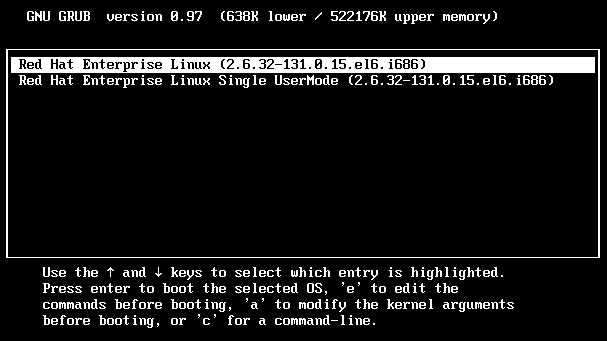 GNU GRUB  version 0.97  (638K lower / 522176K upper memory)
Red Hat Enterprise Linux (2.6.32-131.0.15.el6.i686)
Red Hat Enterprise Linux Single UserMode (2.6.32-131.0.15.el6.i686)
Use the ↑ and ↓ keys to select which entry is highlighted.
Press enter to boot the selected OS, 'e' to edit the
commands before booting, 'a' to modify the kernel arguments
before booting, or 'c' for a command-line.